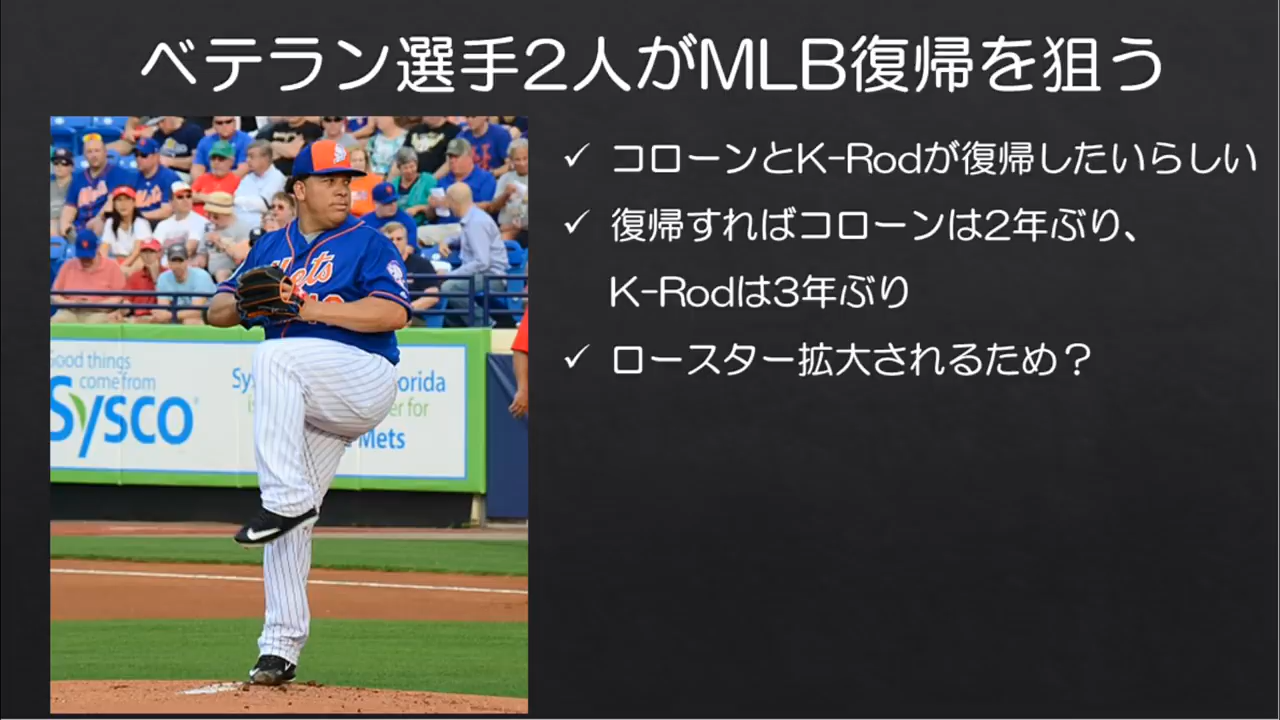 ベテラン選手2人がMLB復帰を狙う
✓ コローンとK-Rodが復帰したいらしい
✓ 復帰すればコローンは2年ぶり、
K-Rodは3年ぶり
✓ ロースター拡大されるため？
Mets
Good things
come from
Sysco
Mets